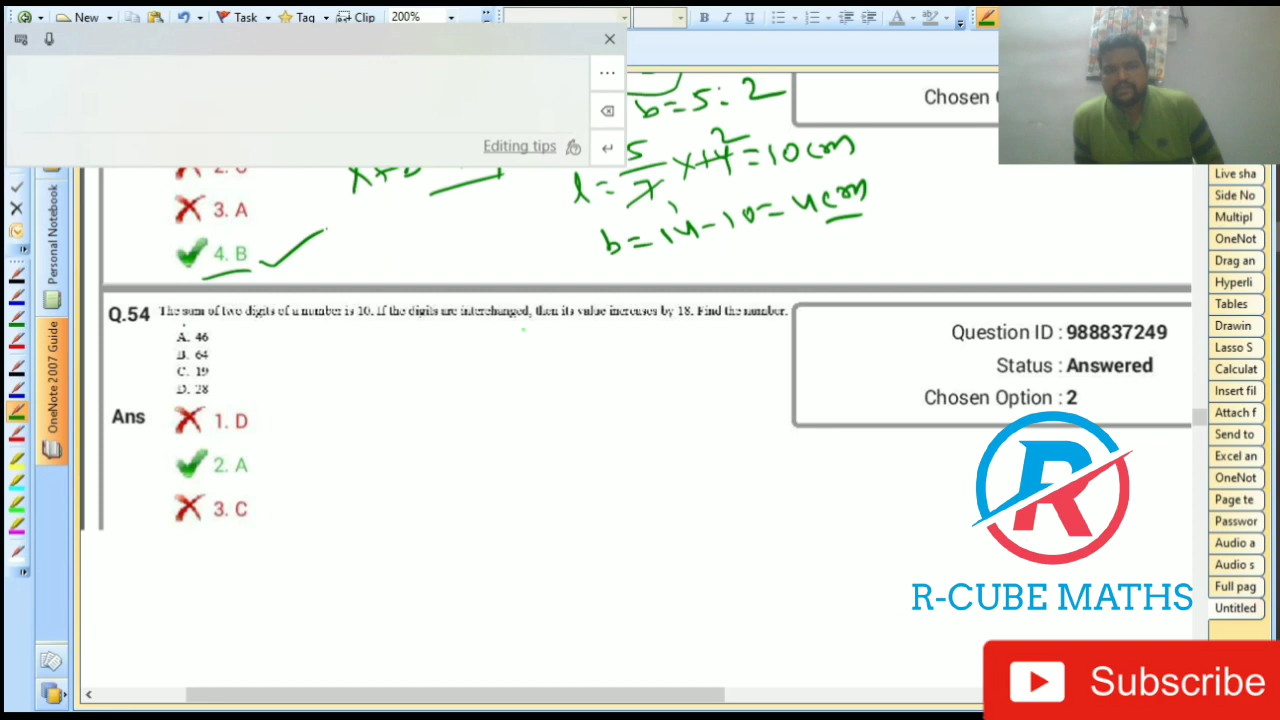 New
Task
Tag
Clip
200%
B I U
Editing tips
b = 5 : 2
l = 5/7 × 14 = 10 cm
b = 14 - 10 = 4 cm
Chosen
3. A
4. B
Q.54 The sum of two digits of a number is 10. If the digits are interchanged, then its value increases by 18. Find the number.
A. 46
B. 64
C. 19
D. 28
Ans
1. D
2. A
3. C
Question ID : 988837249
Status : Answered
Chosen Option : 2
R
R-CUBE MATHS
Subscribe
Personal Notebook
OneNote 2007 Guide
Live sha
Side No
Multipl
OneNot
Drag an
Hyperli
Tables
Drawin
Lasso S
Calculat
Insert fil
Attach f
Send to
Excel an
OneNot
Page te
Passwor
Audio a
Audio s
Full pag
Untitled